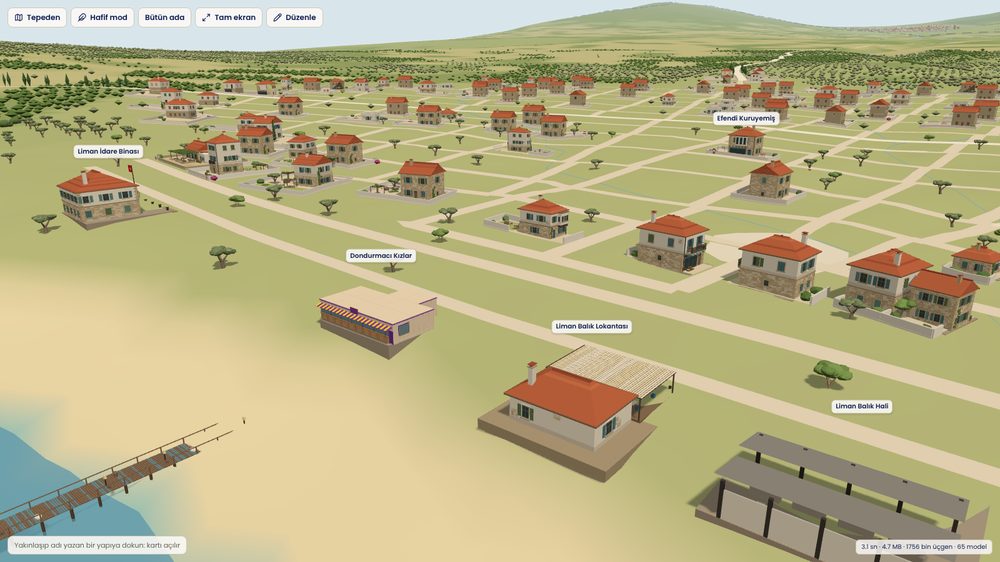 Tepeden
Hafif mod
Bütün ada
Tam ekran
Düzenle
Efendi Kuruyemiş
Liman İdare Binası
Dondurmacı Kızlar
Liman Balık Lokantası
Liman Balık Hali
Yakınlaşıp adı yazan bir yapıya dokun: kartı açılır
3.1 sn · 4.7 MB · 1756 bin üçgen · 65 model